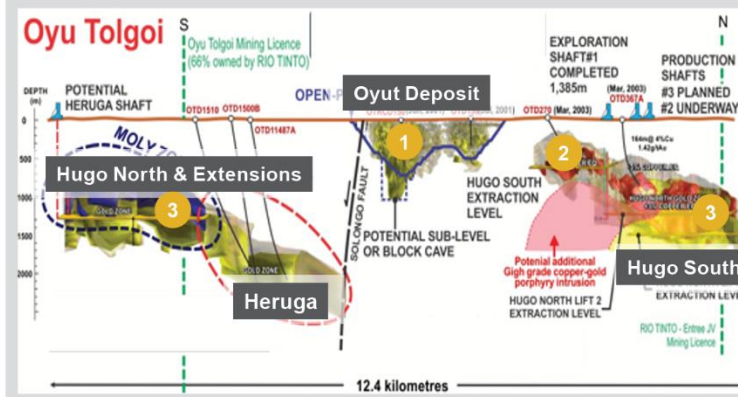 Oyu Tolgoi
S
N
Oyu Tolgoi Mining Licence
(66% owned by RIO TINTO)
EXPLORATION
SHAFT#1
COMPLETED
1,385m
PRODUCTION
SHAFTS
#3 PLANNED
#2 UNDERWAY
DEPTH
(m)
POTENTIAL
HERUGA SHAFT
OPEN-P
Oyut Deposit
OTD1510
OTD1500B
OTD11487A
OTD270 (Mar, 2003)
(Mar, 2003)
OTD367A
2001)
0
500
1000
1500
2000
MOLY
164m@ 4%Cu
1.42g/tAu
1
2
3
3
Hugo North & Extensions
GOLD ZONE
GOLD ZONE
Heruga
SOLONGO FAULT
POTENTIAL SUB-LEVEL
OR BLOCK CAVE
HUGO SOUTH
EXTRACTION
LEVEL
Potenial additional
Gigh grade copper-gold
porphyry intrusion
HUGO NORTH LIFT 2
EXTRACTION LEVEL
Hugo South
EXTRACTION LEVE
RIO TINTO - Entree JV
Mining Licence
12.4 kilometres